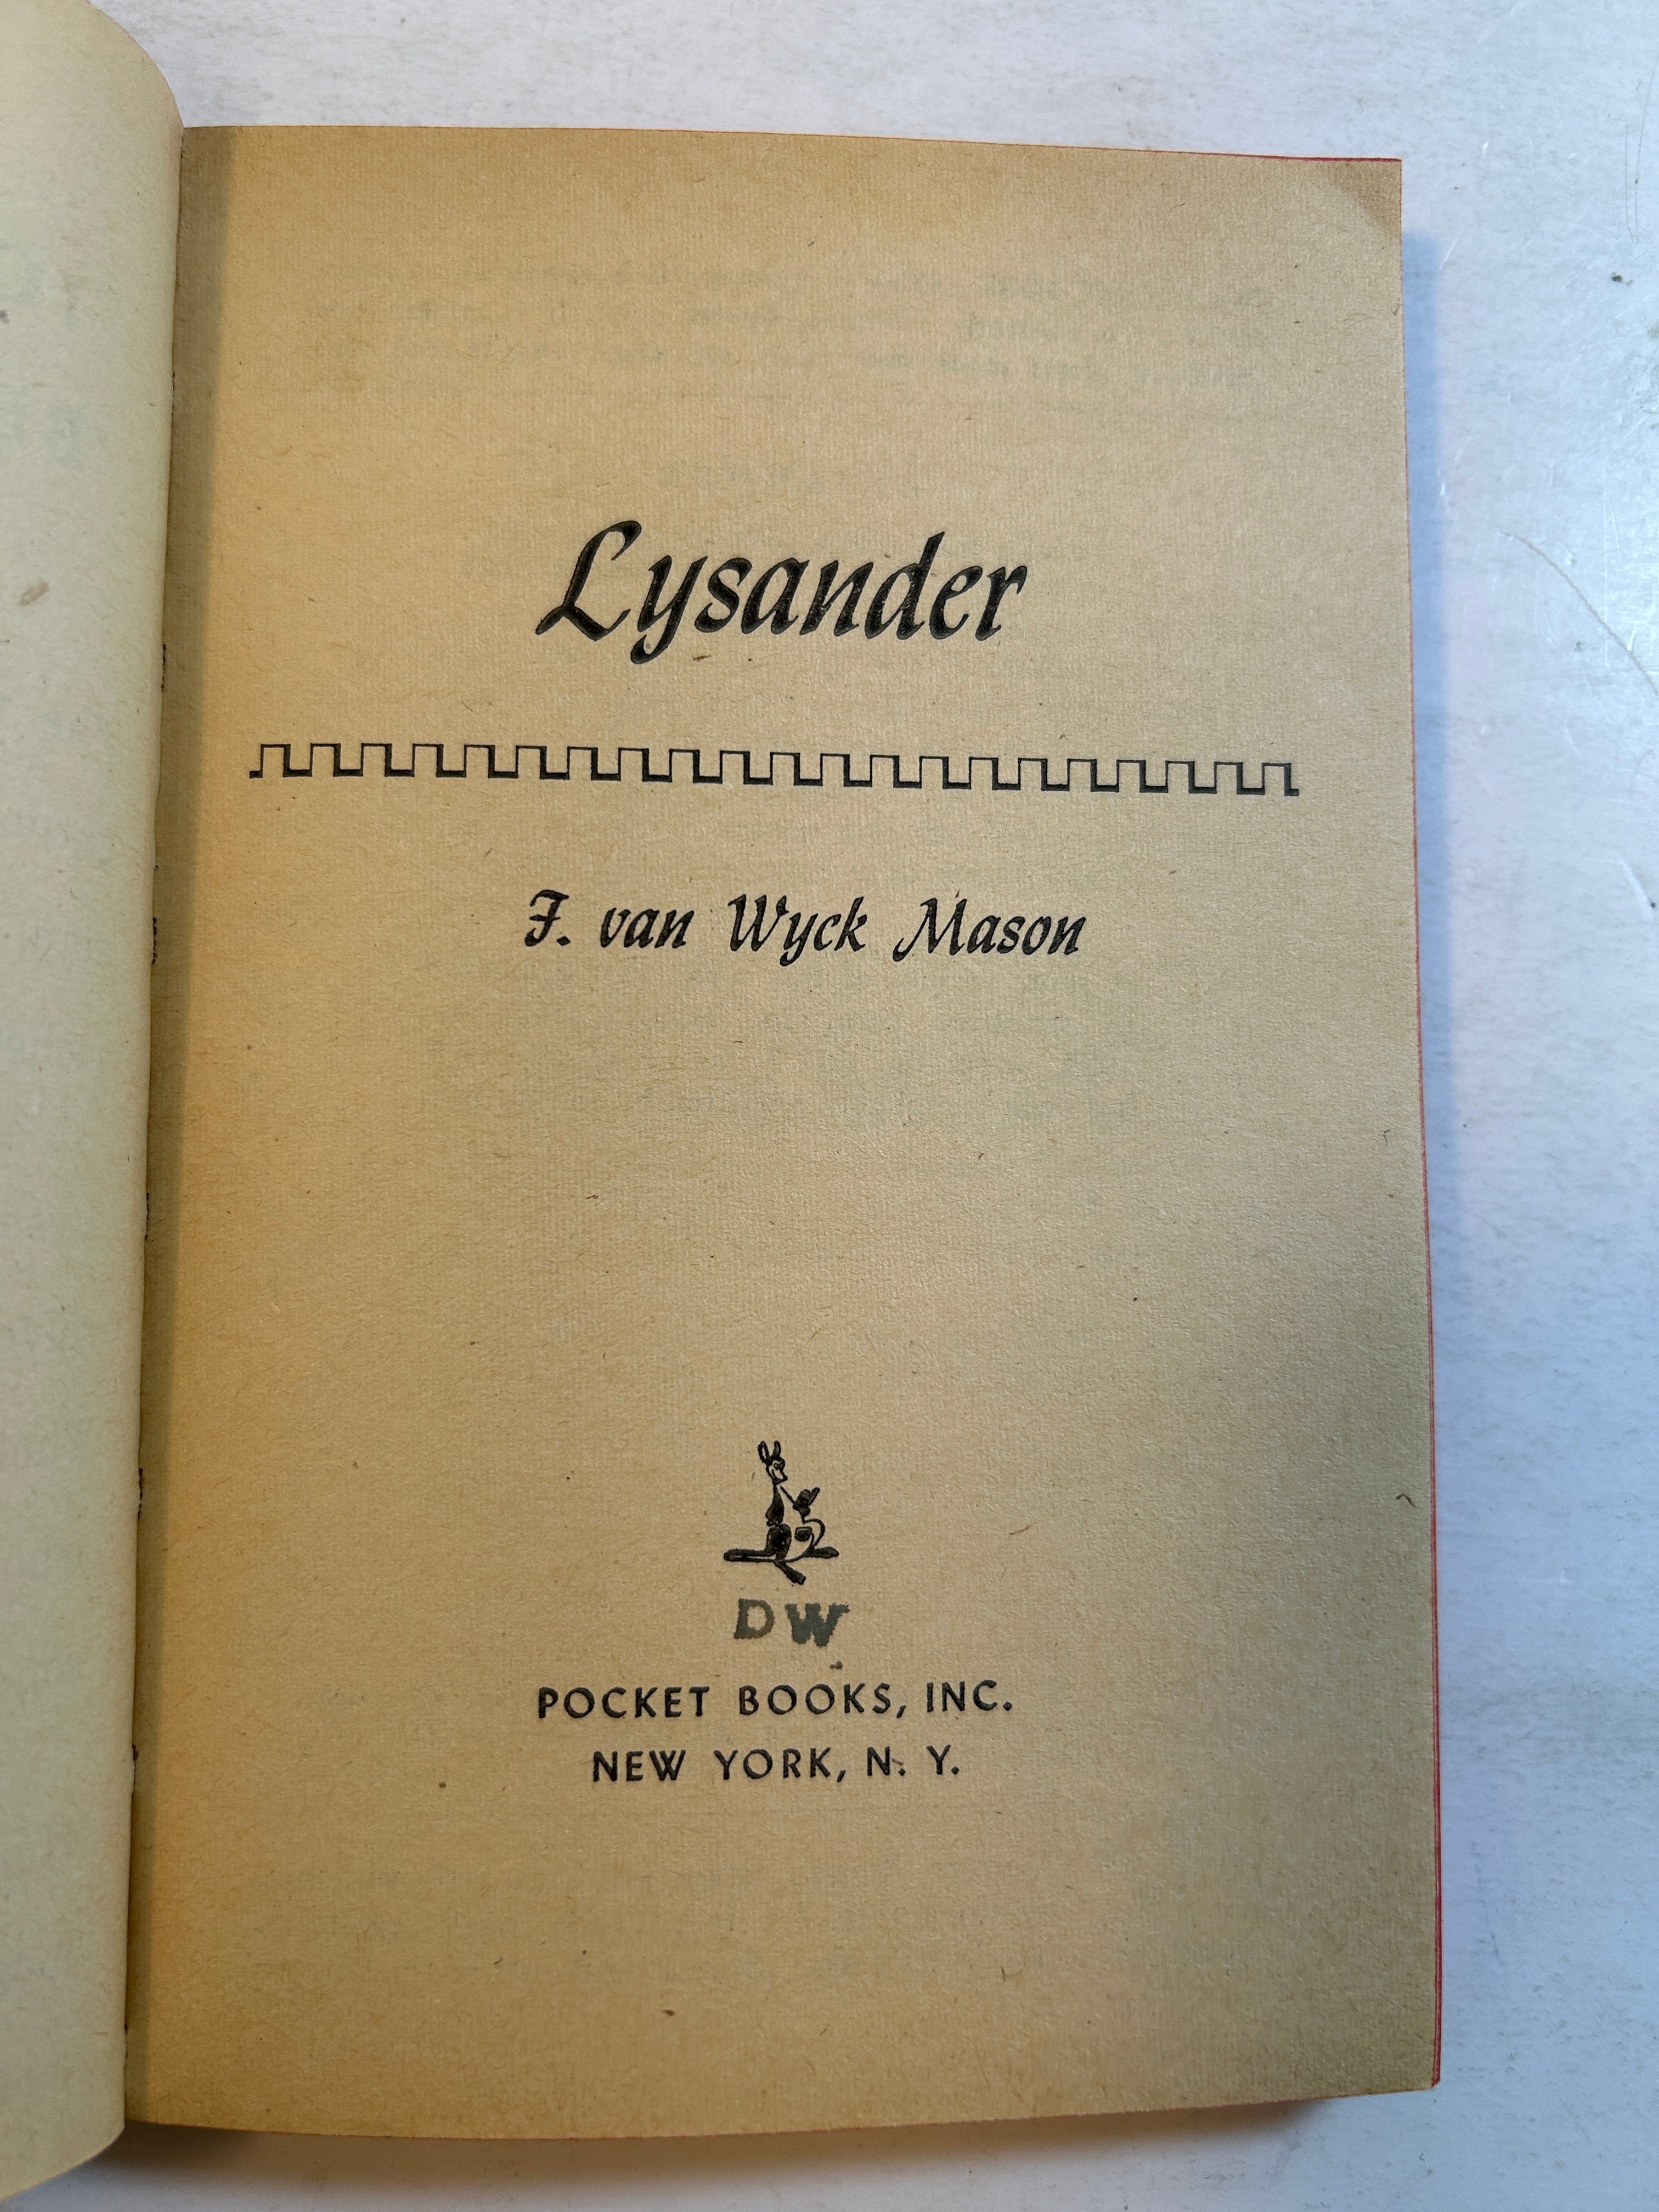 Lysander
F. van Wyck Mason
DW
POCKET BOOKS, INC.
NEW YORK, N. Y.